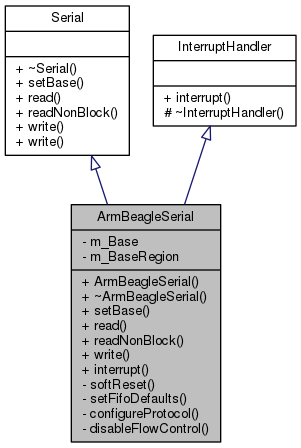 Serial
+ ~Serial()
+ setBase()
+ read()
+ readNonBlock()
+ write()
+ write()
InterruptHandler
+ interrupt()
# ~InterruptHandler()
ArmBeagleSerial
- m_Base
- m_BaseRegion
+ ArmBeagleSerial()
+ ~ArmBeagleSerial()
+ setBase()
+ read()
+ readNonBlock()
+ write()
+ interrupt()
- softReset()
- setFifoDefaults()
- configureProtocol()
- disableFlowControl()